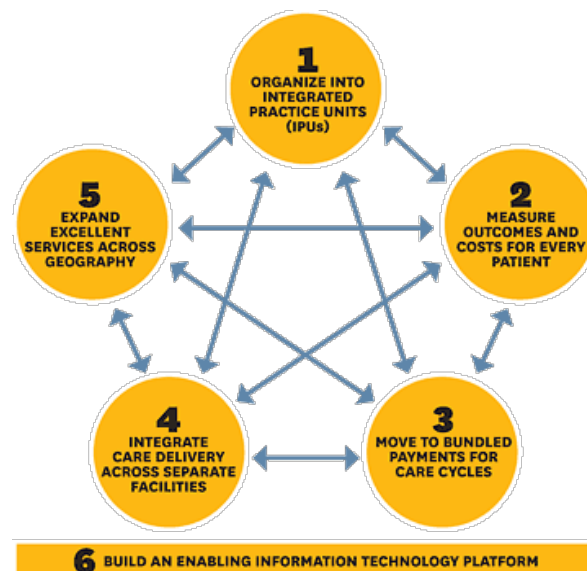 1
ORGANIZE INTO
INTEGRATED
PRACTICE UNITS
(IPUs)
2
MEASURE
OUTCOMES AND
COSTS FOR EVERY
PATIENT
3
MOVE TO BUNDLED
PAYMENTS FOR
CARE CYCLES
4
INTEGRATE
CARE DELIVERY
ACROSS SEPARATE
FACILITIES
5
EXPAND
EXCELLENT
SERVICES ACROSS
GEOGRAPHY
6 BUILD AN ENABLING INFORMATION TECHNOLOGY PLATFORM